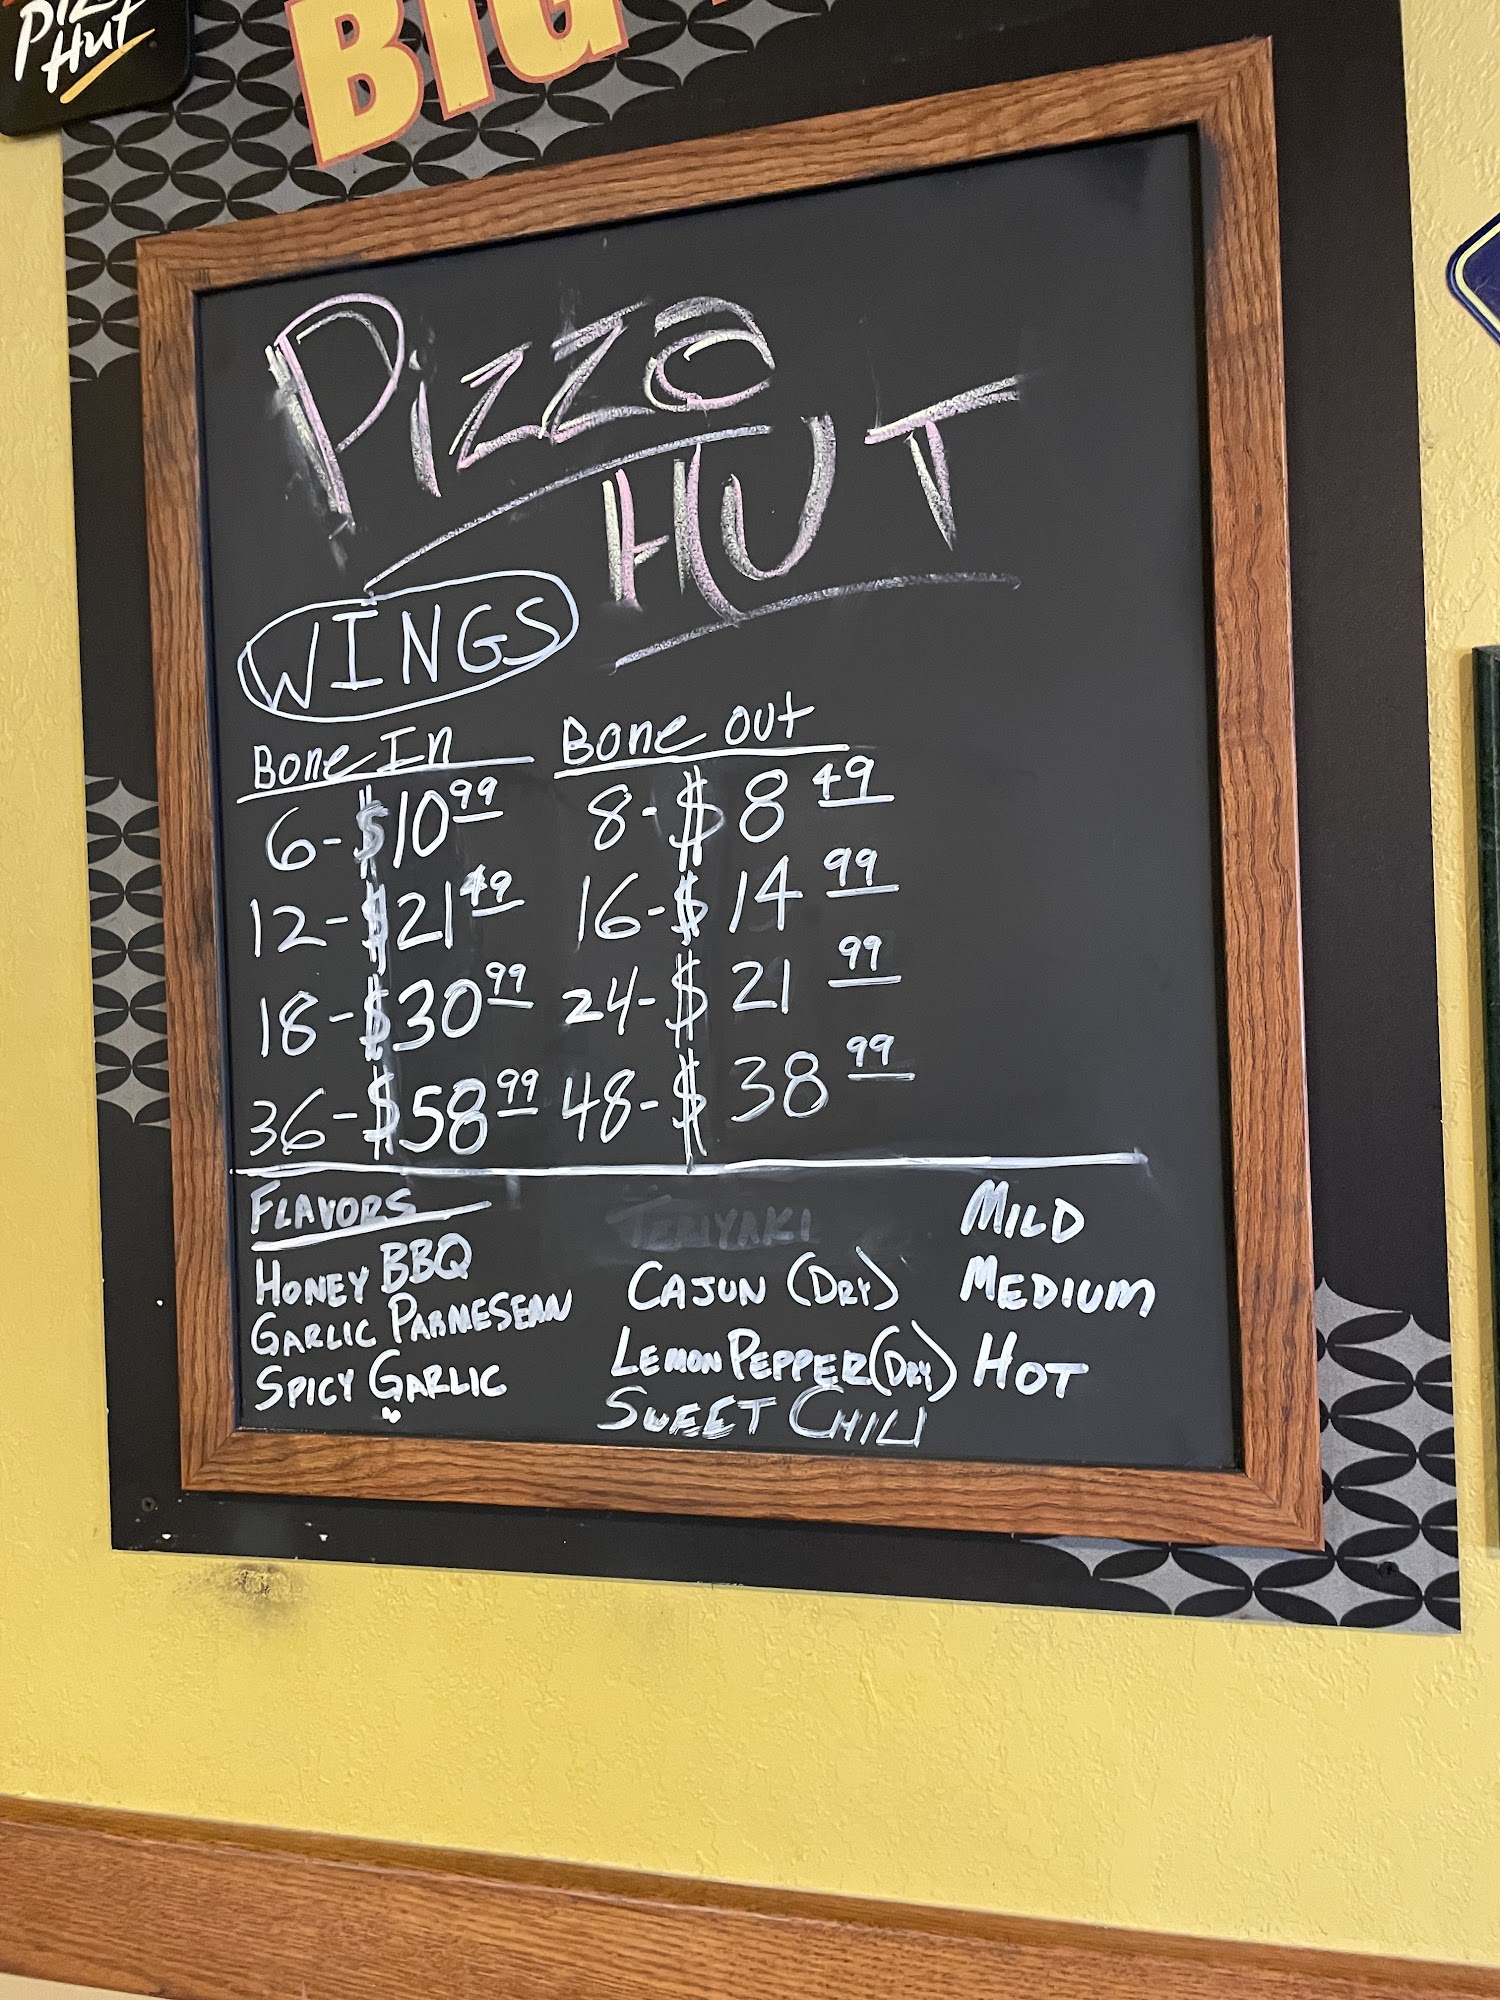 Pizza
Hut
BIG
Pizza
HUT
WINGS
Bone In
6-$10.99
12-$21.49
18-$30.99
36-$58.99
Bone out
8-$8.49
16-$14.99
24-$21.99
48-$38.99
FLAVORS
HONEY BBQ
GARLIC PARMESEAN
SPICY GARLIC
TERIYAKI
CAJUN (DRY)
LEMON PEPPER (DRY)
SWEET CHILI
MILD
MEDIUM
HOT